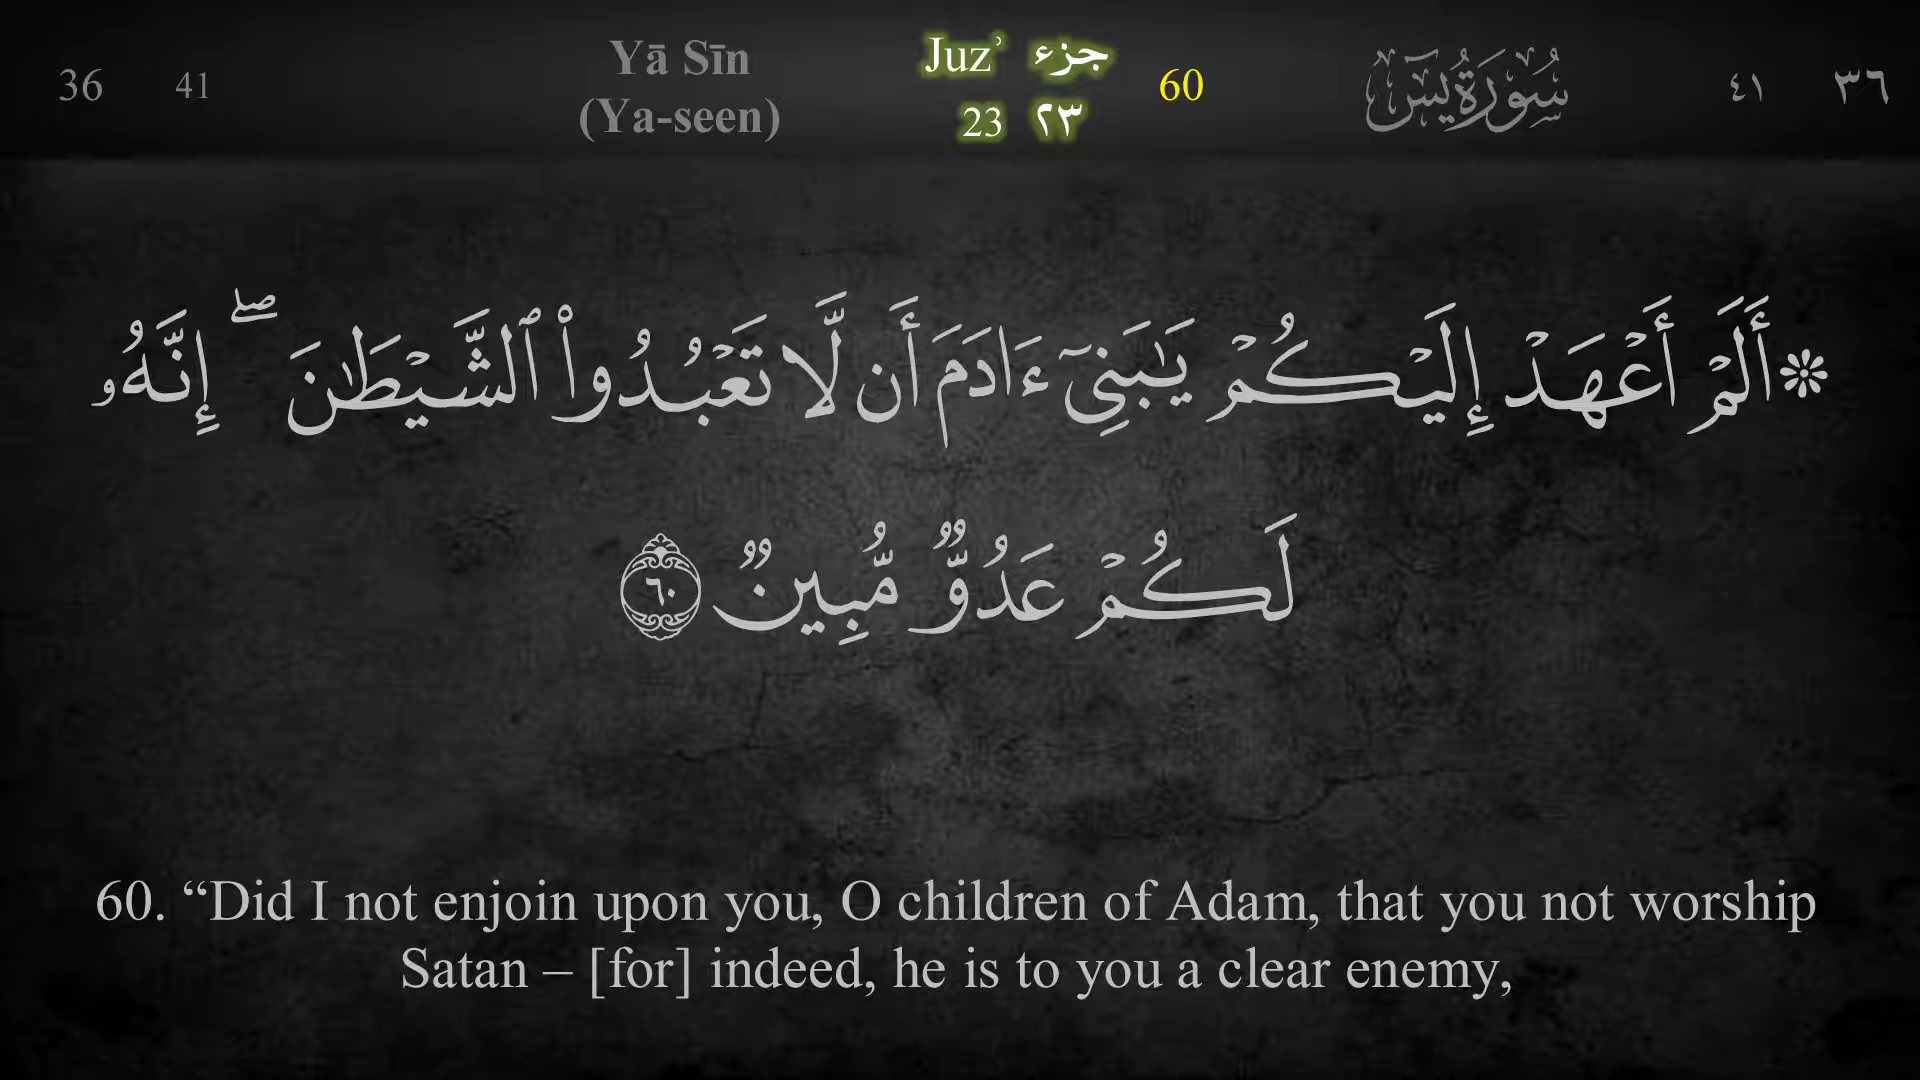 36 41 Yā Sīn Juzʾ جزء 60 سُورَةُ يسٓ ٤١ ٣٦
(Ya-seen) 23 ٢٣
۞ أَلَمْ أَعْهَدْ إِلَيْكُمْ يَٰبَنِىٓ ءَادَمَ أَن لَّا تَعْبُدُوا۟ ٱلشَّيْطَٰنَ ۖ إِنَّهُۥ
لَكُمْ عَدُوٌّ مُّبِينٌ ٦٠
60. “Did I not enjoin upon you, O children of Adam, that you not worship
Satan – [for] indeed, he is to you a clear enemy,